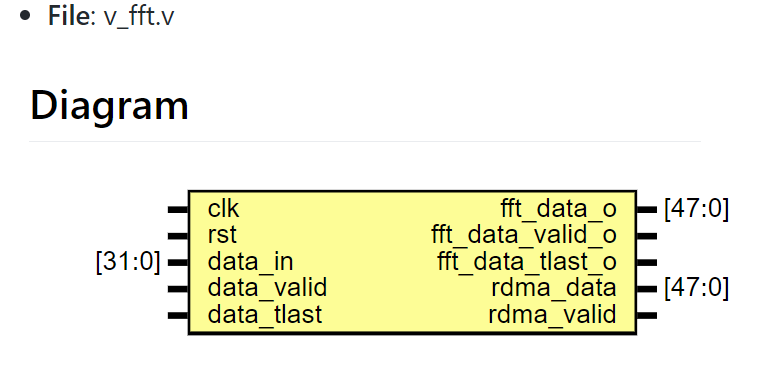 File: v_fft.v
Diagram
clk fft_data_o [47:0]
rst fft_data_valid_o
[31:0] data_in fft_data_tlast_o
data_valid rdma_data [47:0]
data_tlast rdma_valid